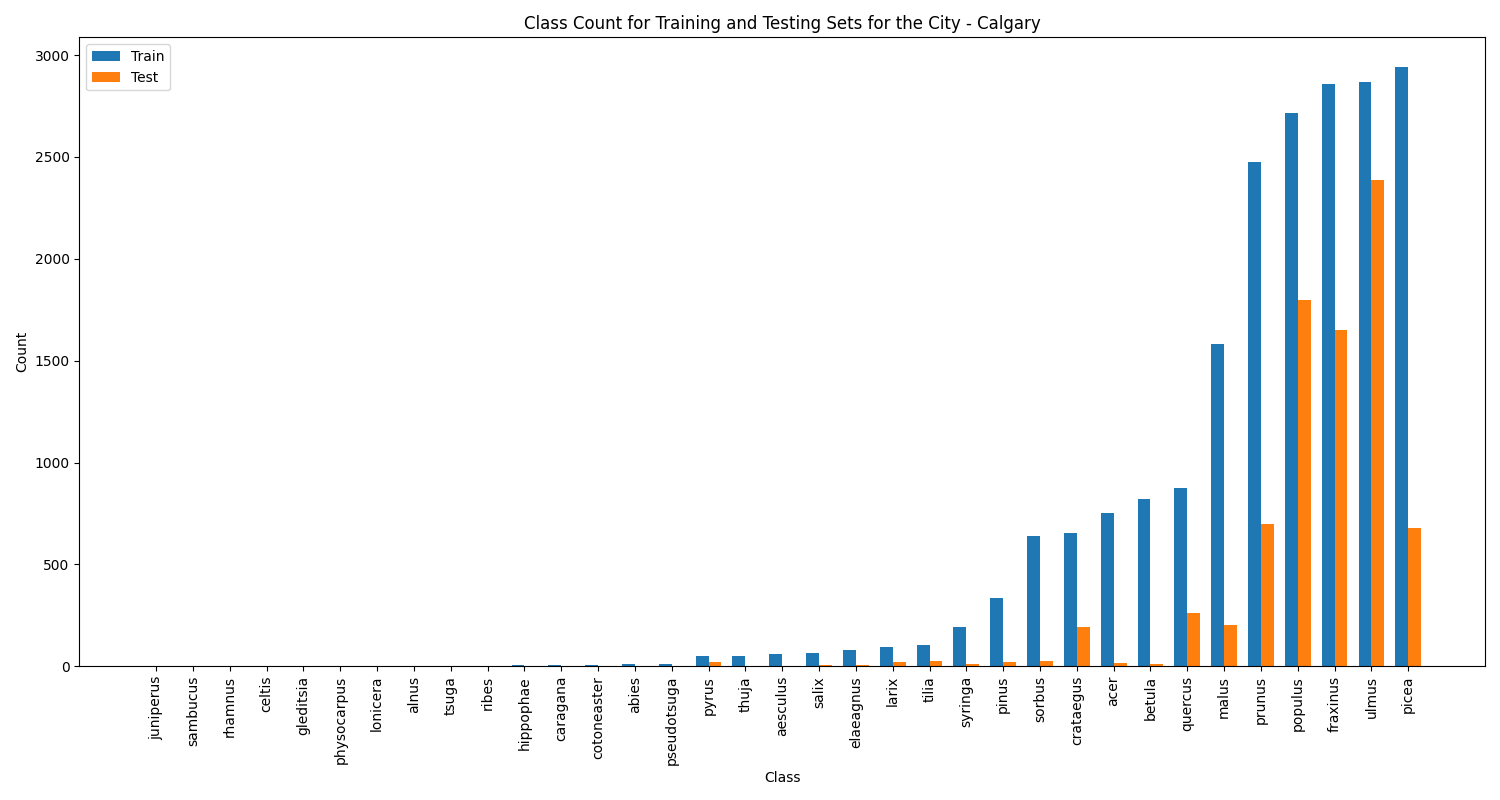 Class Count for Training and Testing Sets for the City - Calgary
Train
Test
3000
2500
2000
1500
1000
500
0
Count
juniperus
sambucus
rhamnus
celtis
gleditsia
physocarpus
lonicera
alnus
tsuga
ribes
hippophae
caragana
cotoneaster
abies
pseudotsuga
pyrus
thuja
aesculus
salix
elaeagnus
larix
tilia
syringa
pinus
sorbus
crataegus
acer
betula
quercus
malus
prunus
populus
fraxinus
ulmus
picea
Class